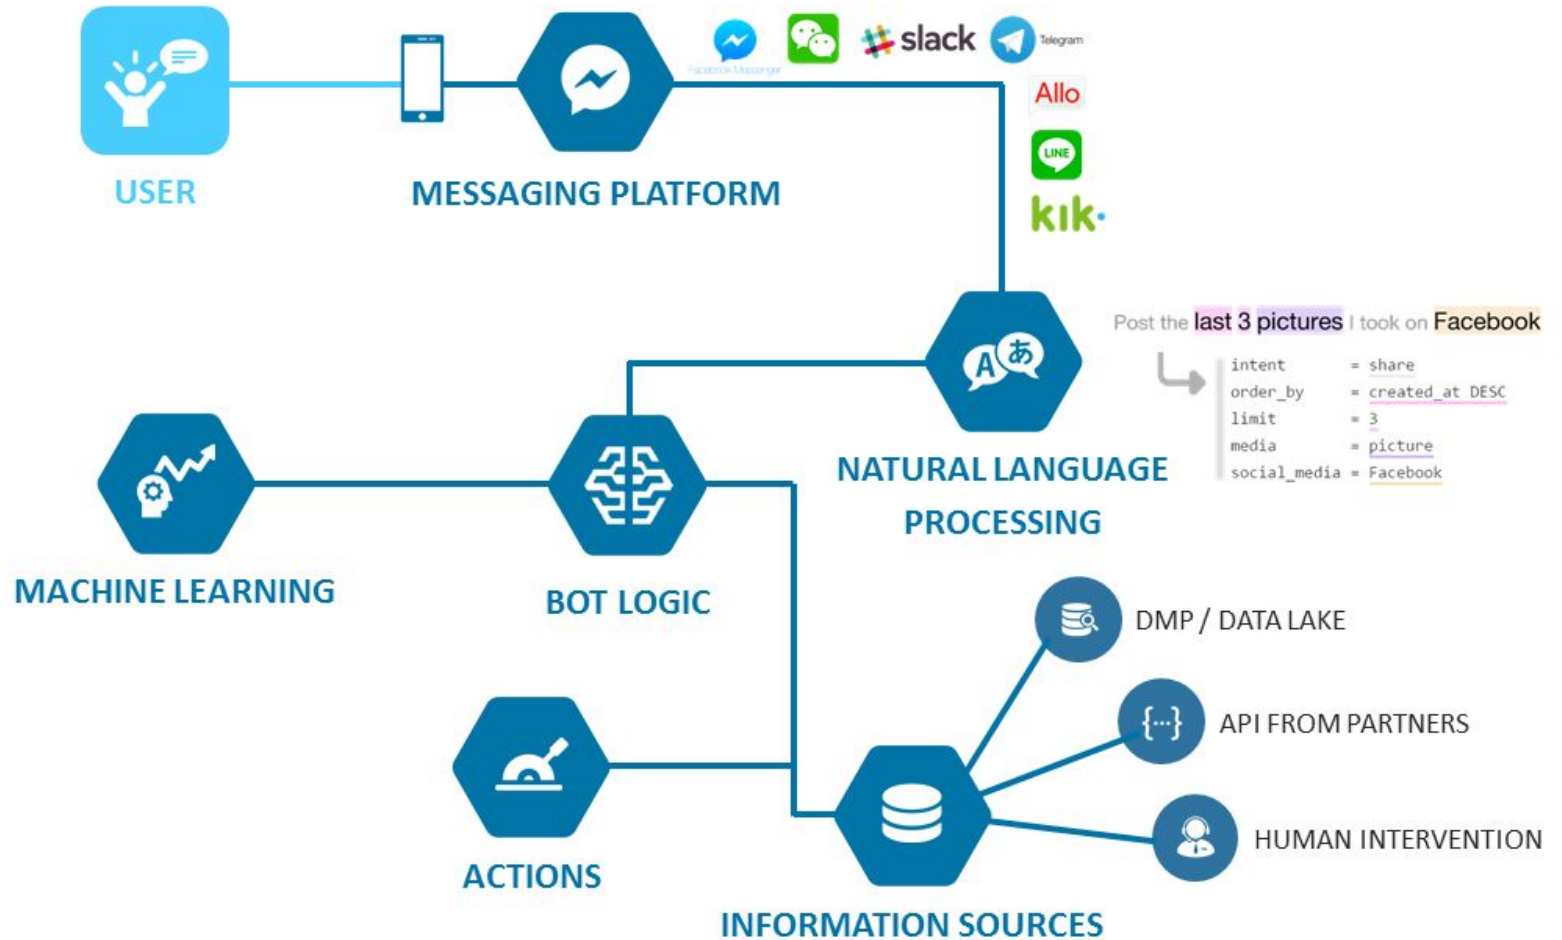 Facebook Messenger
slack
Telegram
Allo
LINE
kik
USER
MESSAGING PLATFORM
A あ
Post the last 3 pictures I took on Facebook
intent = share
order_by = created_at DESC
limit = 3
media = picture
social_media = Facebook
NATURAL LANGUAGE
PROCESSING
MACHINE LEARNING
BOT LOGIC
DMP / DATA LAKE
{...}
API FROM PARTNERS
HUMAN INTERVENTION
ACTIONS
INFORMATION SOURCES